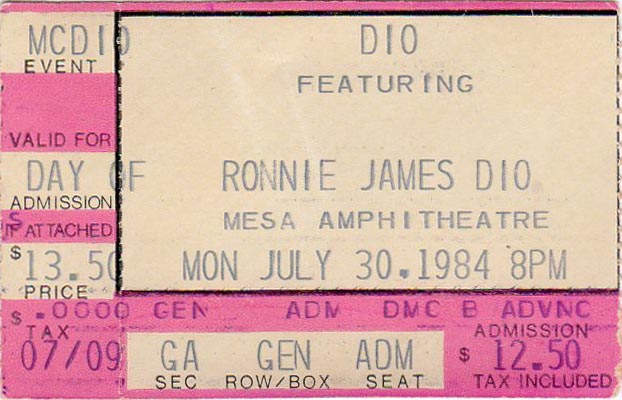 MCDIO
EVENT
VALID FOR
DAY OF
ADMISSION
$
IF ATTACHED
$ 13.50
PRICE
$ .0000
TAX
07/09
DIO
FEATURING
RONNIE JAMES DIO
MESA AMPHITHEATRE
MON JULY 30.1984 8PM
GEN ADM DMC B ADVNC
GA GEN ADM
SEC ROW/BOX SEAT
ADMISSION
$ 12.50
TAX INCLUDED